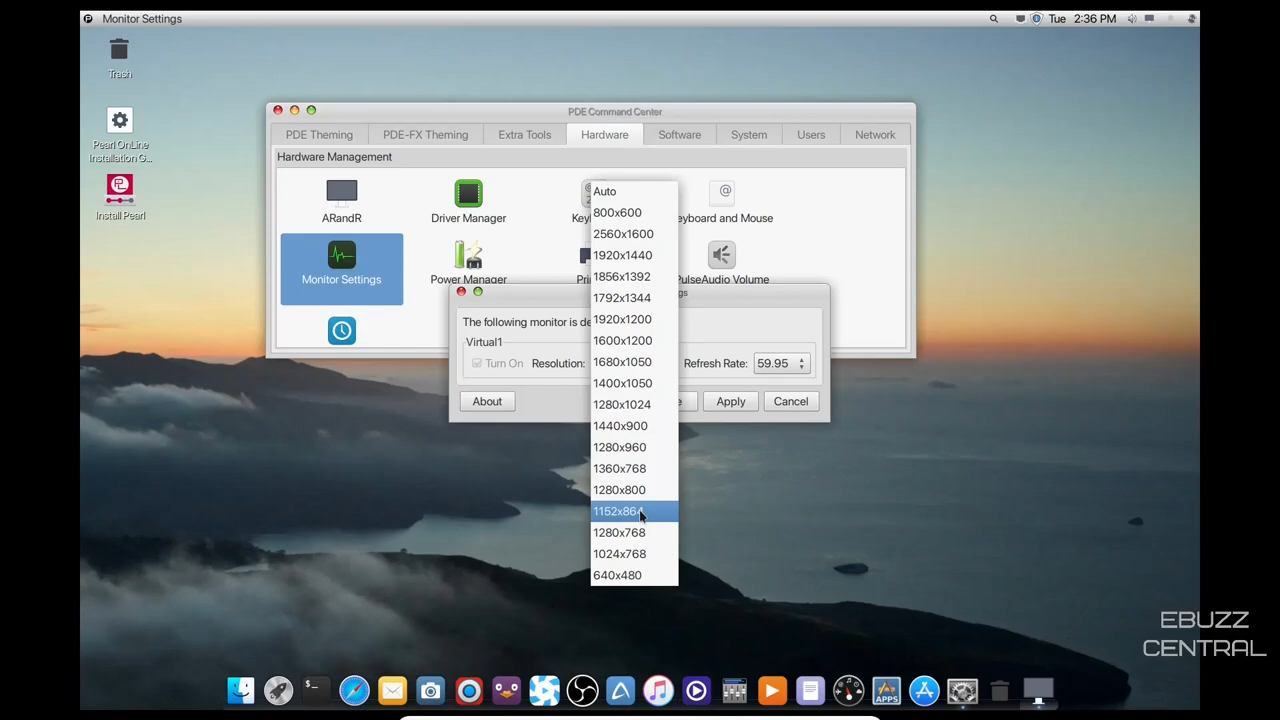 Monitor Settings
Tue 2:36 PM
Trash
Pearl OnLine
Installation G...
Install Pearl
PDE Command Center
PDE Theming
PDE-FX Theming
Extra Tools
Hardware
Software
System
Users
Network
Hardware Management
ARandR
Driver Manager
Keyboard and Mouse
Monitor Settings
Power Manager
PulseAudio Volume
The following monitor is
Virtual1
Turn On
Resolution:
Refresh Rate:
59.95
About
Apply
Cancel
Auto
800x600
2560x1600
1920x1440
1856x1392
1792x1344
1920x1200
1600x1200
1680x1050
1400x1050
1280x1024
1440x900
1280x960
1360x768
1280x800
1152x864
1280x768
1024x768
640x480
EBUZZ
CENTRAL
$_
APPS